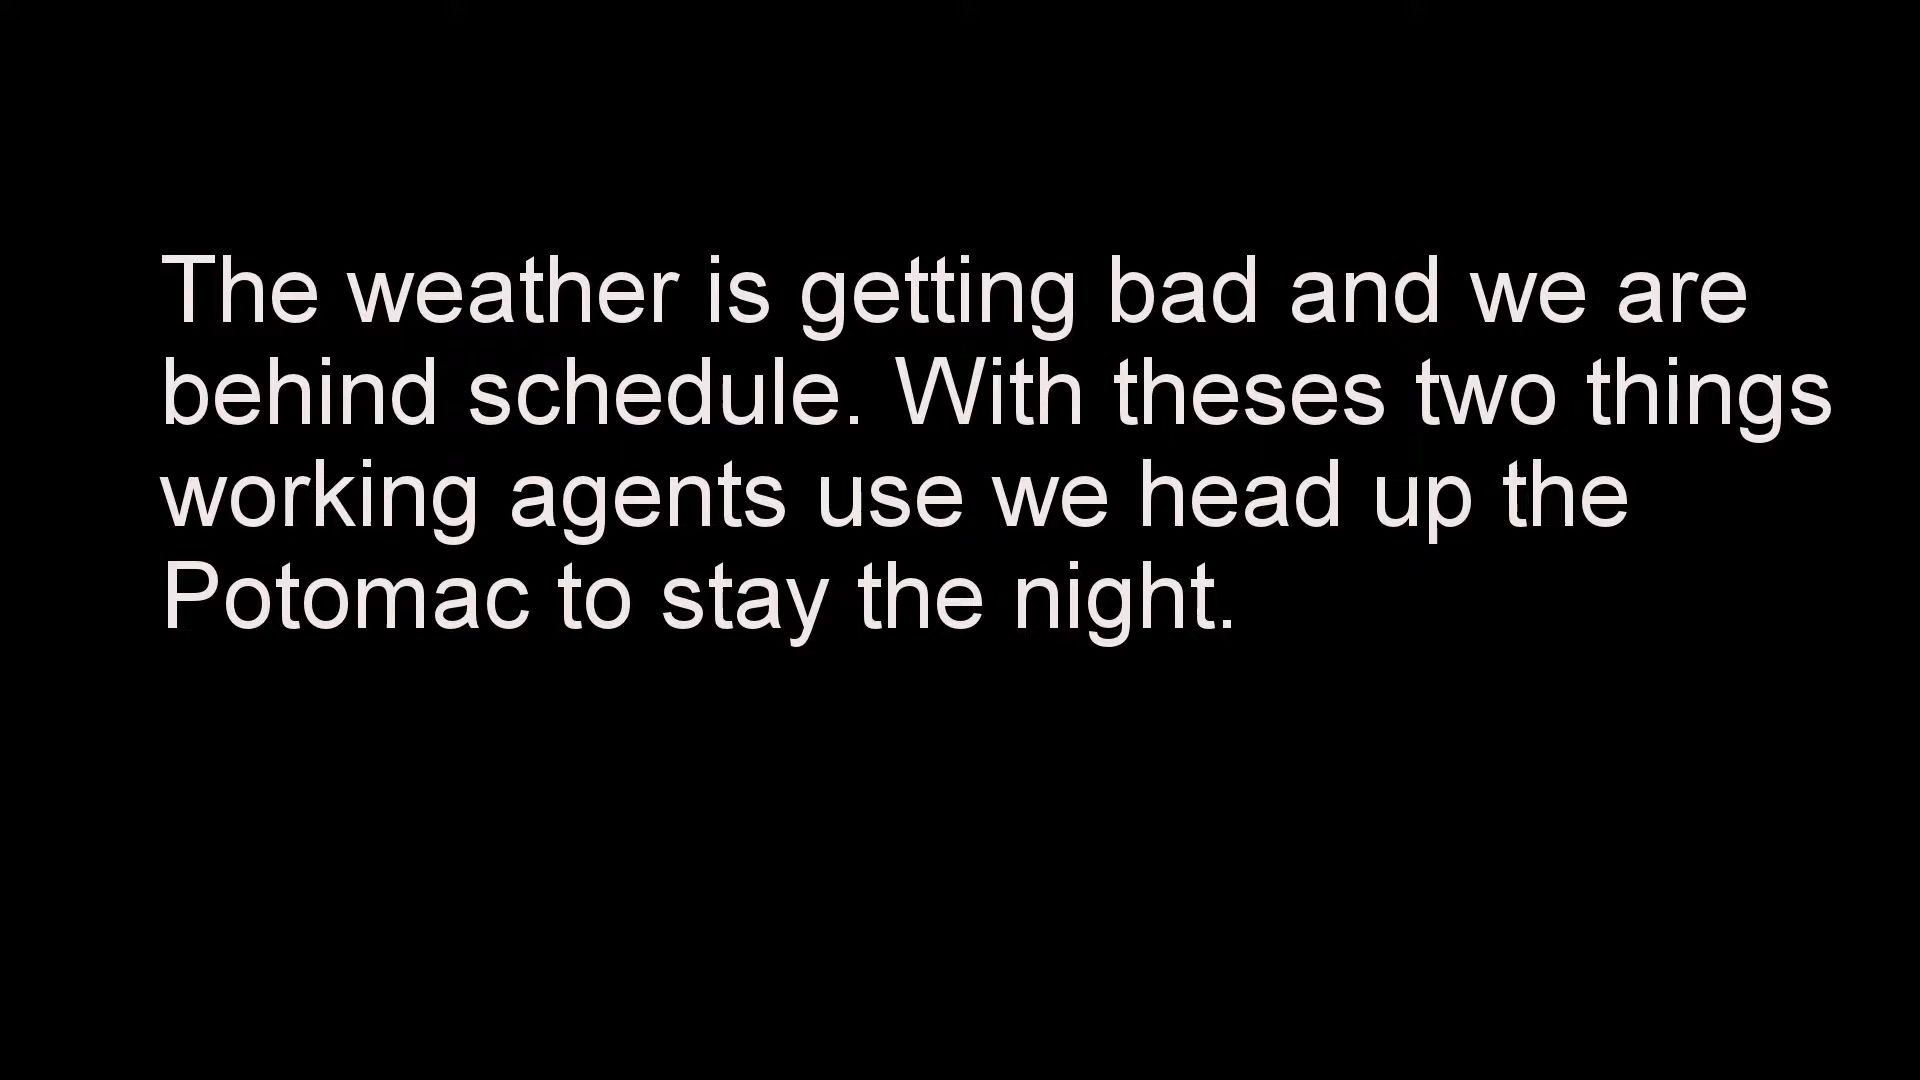 The weather is getting bad and we are
behind schedule. With theses two things
working agents use we head up the
Potomac to stay the night.